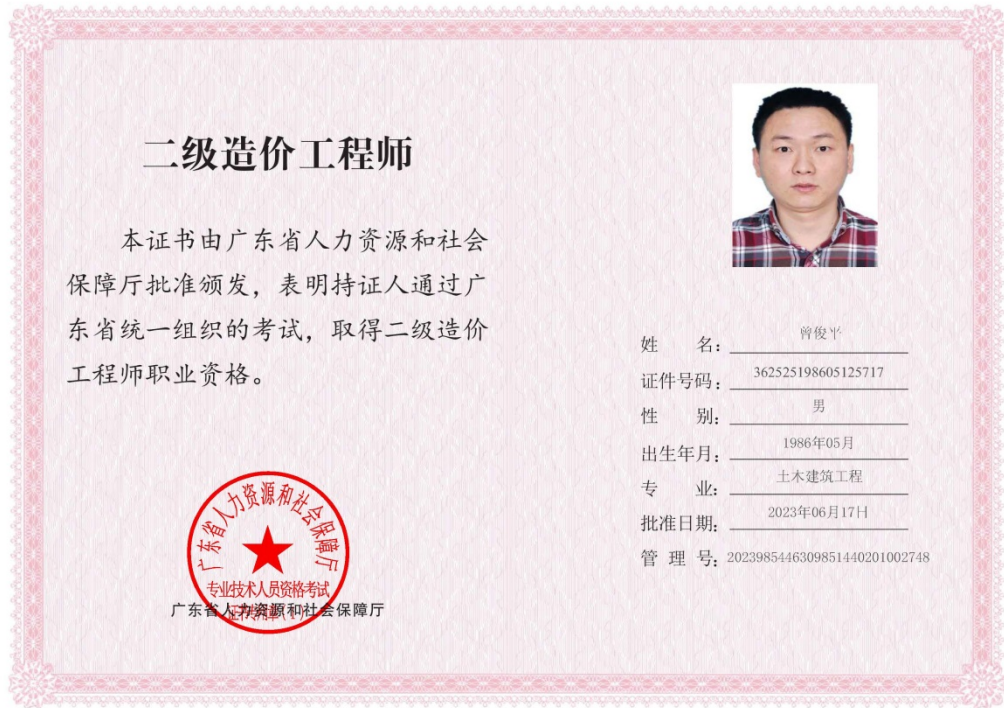 二级造价工程师
本证书由广东省人力资源和社会
保障厅批准颁发，表明持证人通过广
东省统一组织的考试，取得二级造价
工程师职业资格。
广东省人力资源和社会保障厅
专业技术人员资格考试
广东省人力资源和社会保障厅
姓 名：曾俊平
证件号码：362525198605125717
性 别：男
出生年月：1986年05月
专 业：土木建筑工程
批准日期：2023年06月17日
管 理 号：20239854463098514402010027​48